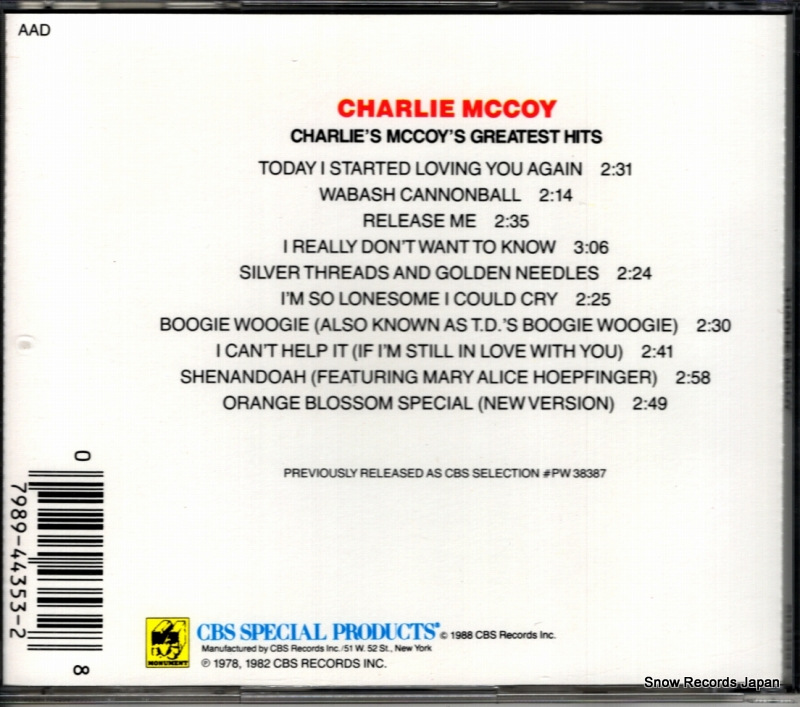 AAD
CHARLIE MCCOY
CHARLIE'S MCCOY'S GREATEST HITS
TODAY I STARTED LOVING YOU AGAIN 2:31
WABASH CANNONBALL 2:14
RELEASE ME 2:35
I REALLY DON'T WANT TO KNOW 3:06
SILVER THREADS AND GOLDEN NEEDLES 2:24
I'M SO LONESOME I COULD CRY 2:25
BOOGIE WOOGIE (ALSO KNOWN AS T.D.'S BOOGIE WOOGIE) 2:30
I CAN'T HELP IT (IF I'M STILL IN LOVE WITH YOU) 2:41
SHENANDOAH (FEATURING MARY ALICE HOEPFINGER) 2:58
ORANGE BLOSSOM SPECIAL (NEW VERSION) 2:49
PREVIOUSLY RELEASED AS CBS SELECTION #PW 38387
0
7989-44353-2
8
MONUMENT
CBS SPECIAL PRODUCTS® © 1988 CBS Records Inc.
Manufactured by CBS Records Inc./51 W. 52 St., New York
℗ 1978, 1982 CBS RECORDS INC.
Snow Records Japan